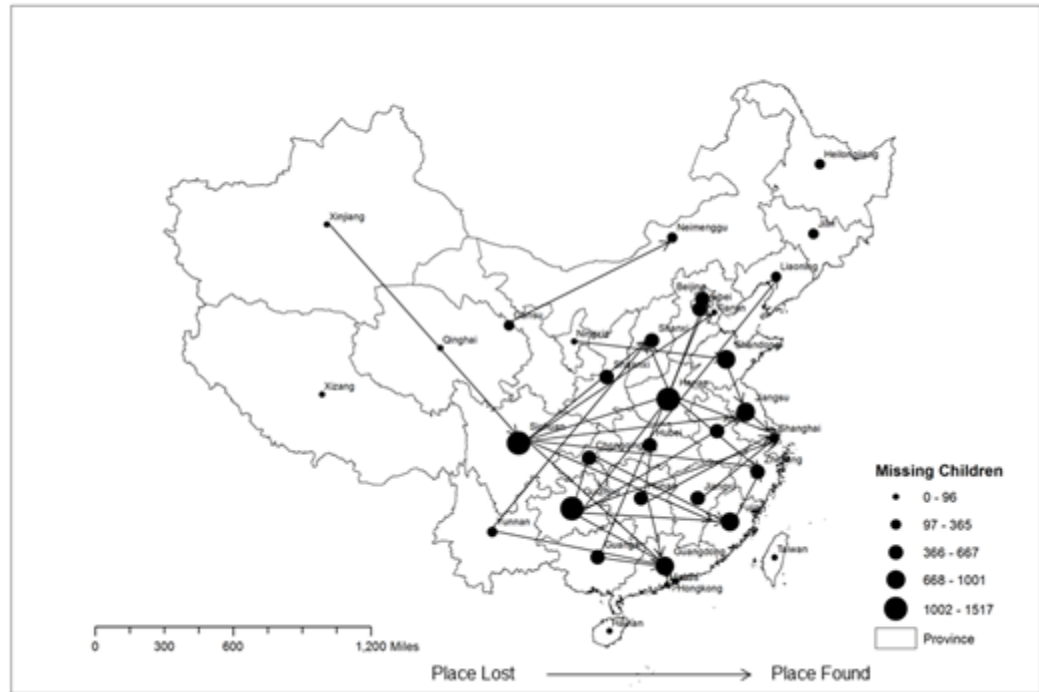 Heilongjiang
Jilin
Xinjiang
Neimenggu
Liaoning
Beijing
Gansu
Ningxia
Shanxi
Qinghai
Shandong
Xizang
Henan
Jiangsu
Sichuan
Hubei
Shanghai
Chongqing
Zhejiang
Jiangxi
Yunnan
Guangxi
Guangdong
Hongkong
Taiwan
Hainan
Missing Children
0 - 96
97 - 365
366 - 667
668 - 1001
1002 - 1517
Province
0 300 600 1,200 Miles
Place Lost Place Found